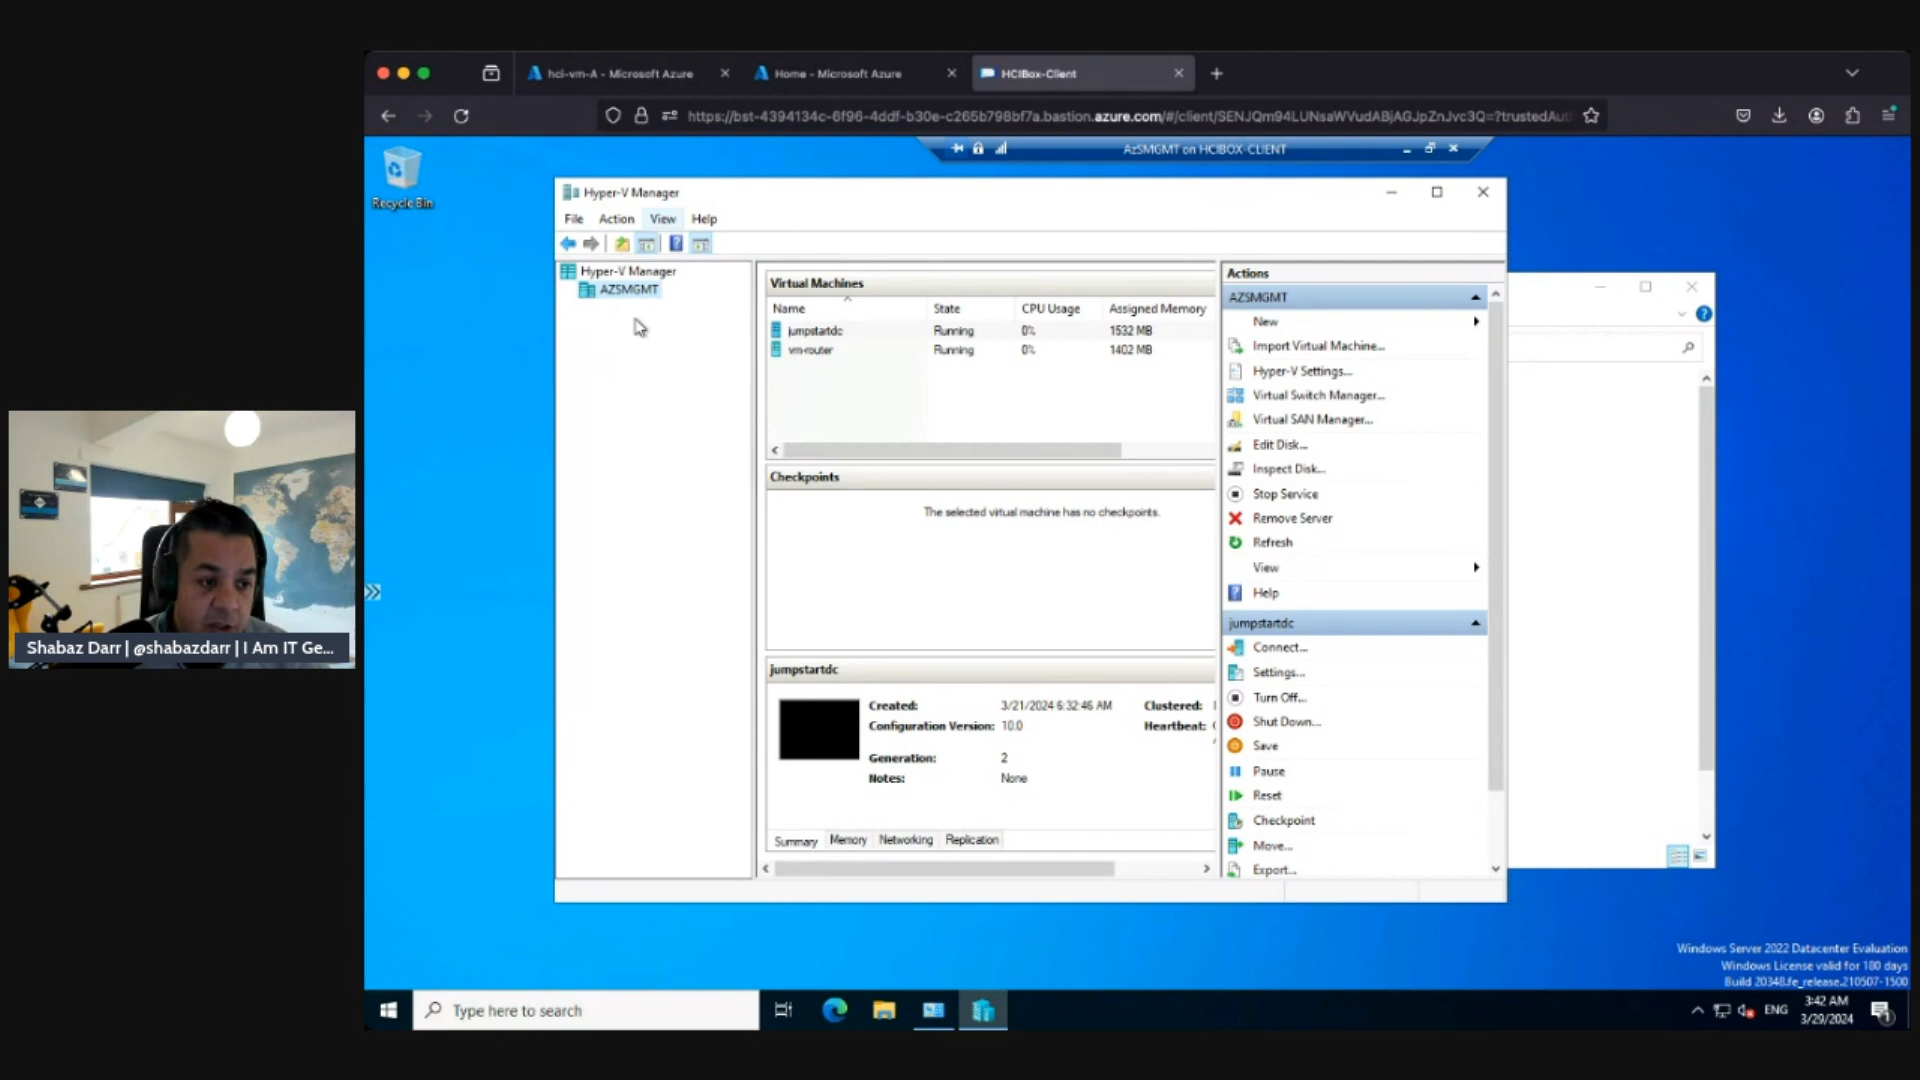 hci-vm-A - Microsoft Azure
Home - Microsoft Azure
HCIBox-Client
https://bst-4394134c-6f96-4ddf-b30e-c265b798bf7a.bastion.azure.com/#/client/SENJQm94LUNsaWVudABjAGJpZnJvc3Q=?trustedAut
Recycle Bin
AzSMGMT on HCIBOX-CLIENT
Hyper-V Manager
File Action View Help
Hyper-V Manager
AZSMGMT
Virtual Machines
Name State CPU Usage Assigned Memory
jumpstartdc Running 0% 1532 MB
vm-router Running 0% 1402 MB
Checkpoints
The selected virtual machine has no checkpoints.
jumpstartdc
Created: 3/21/2024 6:32:46 AM Clustered:
Configuration Version: 10.0 Heartbeat:
Generation: 2
Notes: None
Summary Memory Networking Replication
Actions
AZSMGMT
New
Import Virtual Machine...
Hyper-V Settings...
Virtual Switch Manager...
Virtual SAN Manager...
Edit Disk...
Inspect Disk...
Stop Service
Remove Server
Refresh
View
Help
jumpstartdc
Connect...
Settings...
Turn Off...
Shut Down...
Save
Pause
Reset
Checkpoint
Move...
Export...
Shabaz Darr | @shabazdarr | I Am IT Ge...
Windows Server 2022 Datacenter Evaluation
Windows License valid for 180 days
Build 20348.fe_release.210507-1500
Type here to search
ENG
3:42 AM
3/29/2024
1